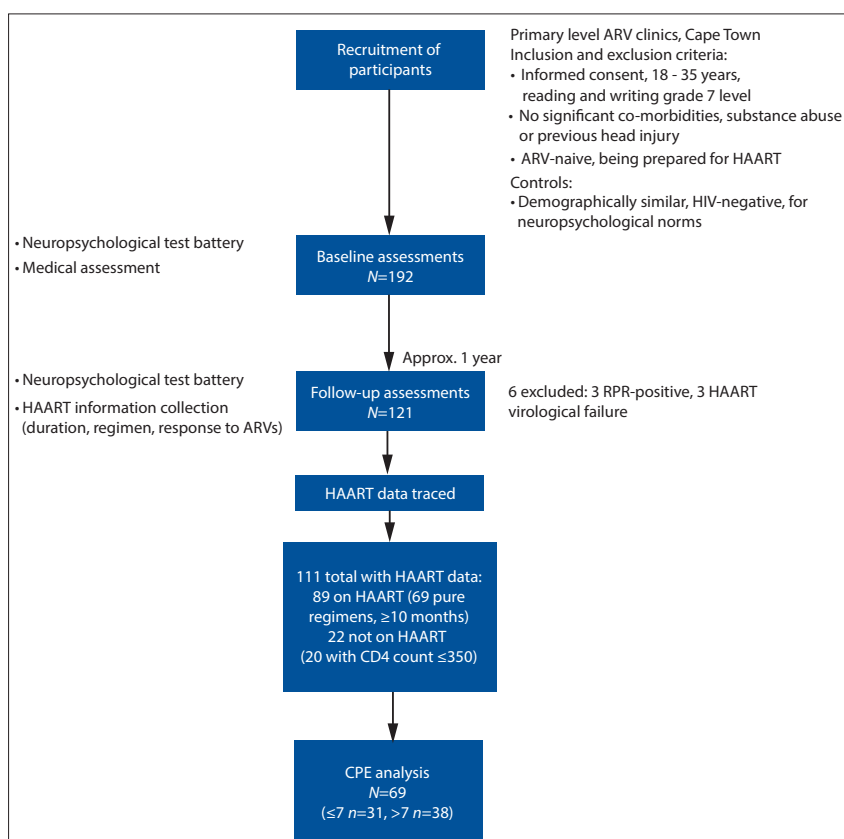 Recruitment of
participants
Primary level ARV clinics, Cape Town
Inclusion and exclusion criteria:
• Informed consent, 18 - 35 years,
reading and writing grade 7 level
• No significant co-morbidities, substance abuse
or previous head injury
• ARV-naive, being prepared for HAART
Controls:
• Demographically similar, HIV-negative, for
neuropsychological norms
• Neuropsychological test battery
• Medical assessment
Baseline assessments
N=192
Approx. 1 year
• Neuropsychological test battery
• HAART information collection
(duration, regimen, response to ARVs)
Follow-up assessments
N=121
6 excluded: 3 RPR-positive, 3 HAART
virological failure
HAART data traced
111 total with HAART data:
89 on HAART (69 pure
regimens, ≥10 months)
22 not on HAART
(20 with CD4 count ≤350)
CPE analysis
N=69
(≤7 n=31, >7 n=38)